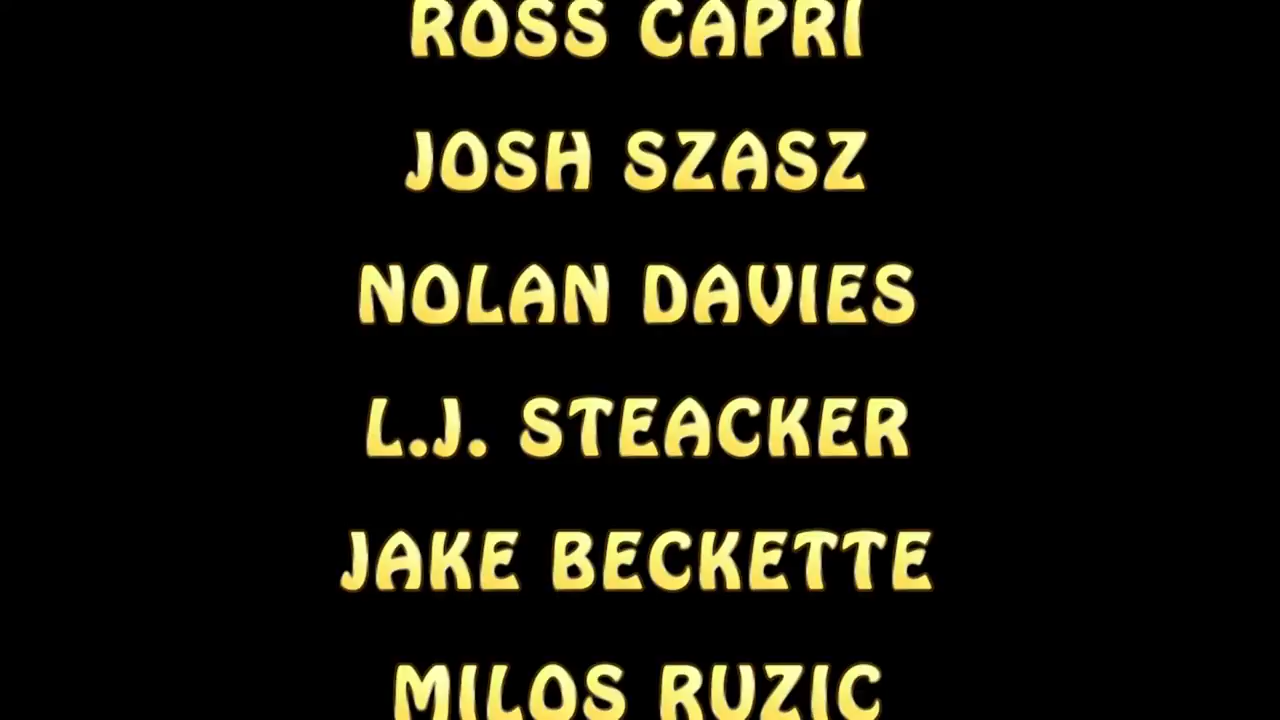 ROSS CAPRI
JOSH SZASZ
NOLAN DAVIES
L.J. STEACKER
JAKE BECKETTE
MILOS RUZIC